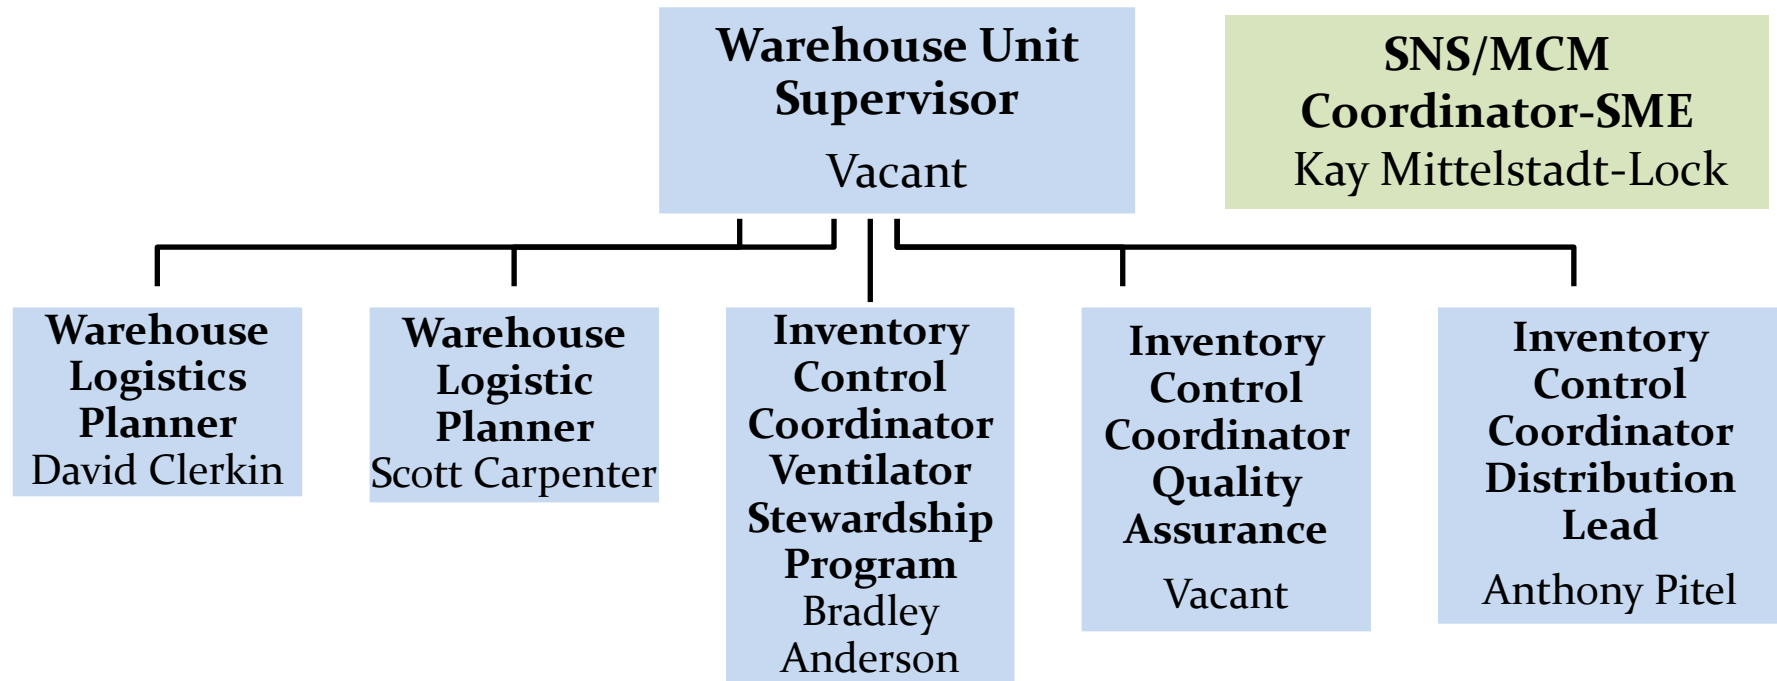 Warehouse Unit
Supervisor
Vacant
SNS/MCM
Coordinator-SME
Kay Mittelstadt-Lock
Warehouse
Logistics
Planner
David Clerkin
Warehouse
Logistic
Planner
Scott Carpenter
Inventory
Control
Coordinator
Ventilator
Stewardship
Program
Bradley
Anderson
Inventory
Control
Coordinator
Quality
Assurance
Vacant
Inventory
Control
Coordinator
Distribution
Lead
Anthony Pitel